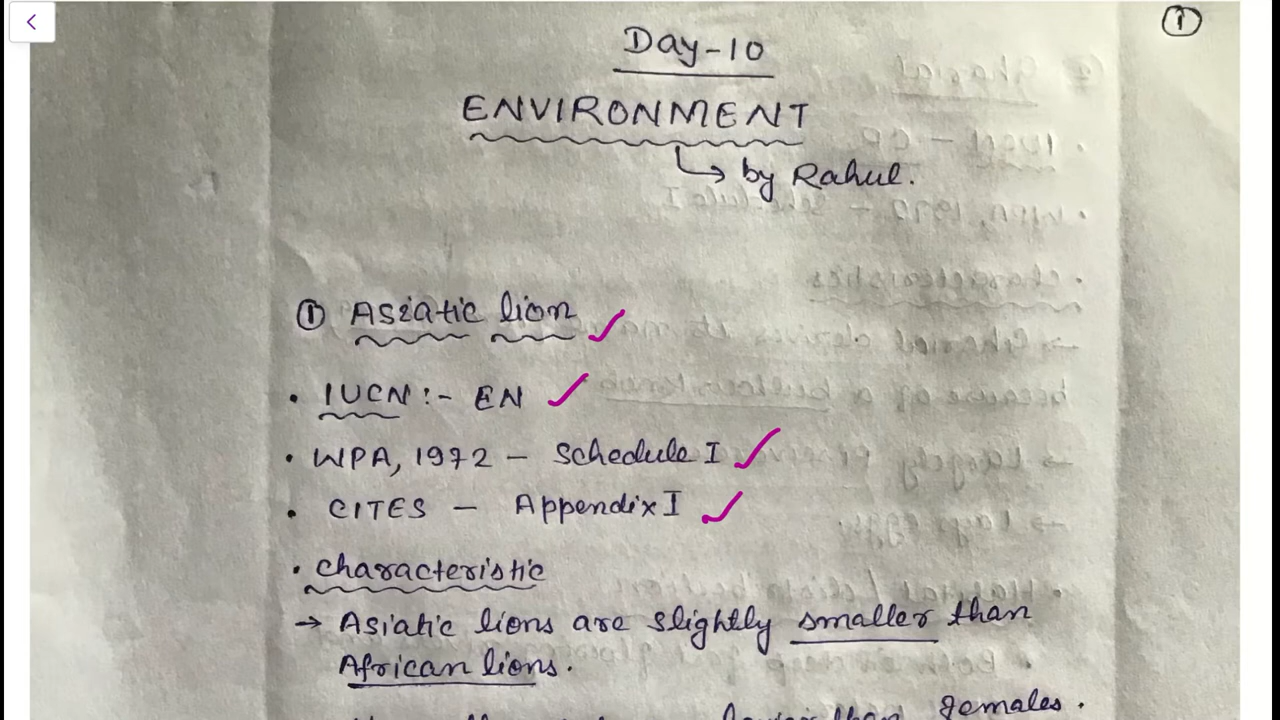 ①
Day-10
ENVIRONMENT
↳ by Rahul.
① Asiatic lion
• IUCN :- EN
• WPA, 1972 - Schedule I
• CITES - Appendix I
• characteristic
→ Asiatic lions are slightly smaller than
African lions.
than females.